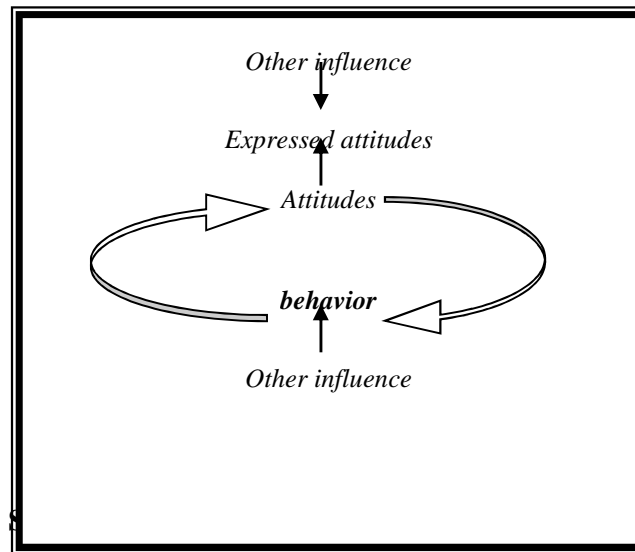 Other influence
Expressed attitudes
Attitudes
behavior
Other influence